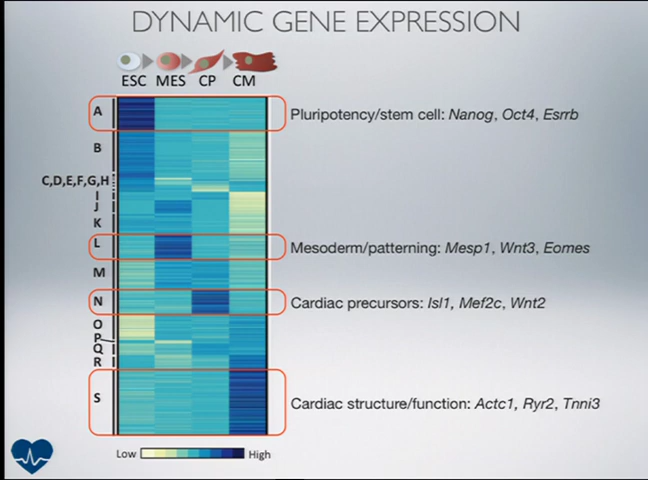 DYNAMIC GENE EXPRESSION
ESC MES CP CM
A
Pluripotency/stem cell: Nanog, Oct4, Esrrb
B
C,D,E,F,G,H
I
J
K
L
Mesoderm/patterning: Mesp1, Wnt3, Eomes
M
N
Cardiac precursors: Isl1, Mef2c, Wnt2
O
P
Q
R
S
Cardiac structure/function: Actc1, Ryr2, Tnni3
Low High